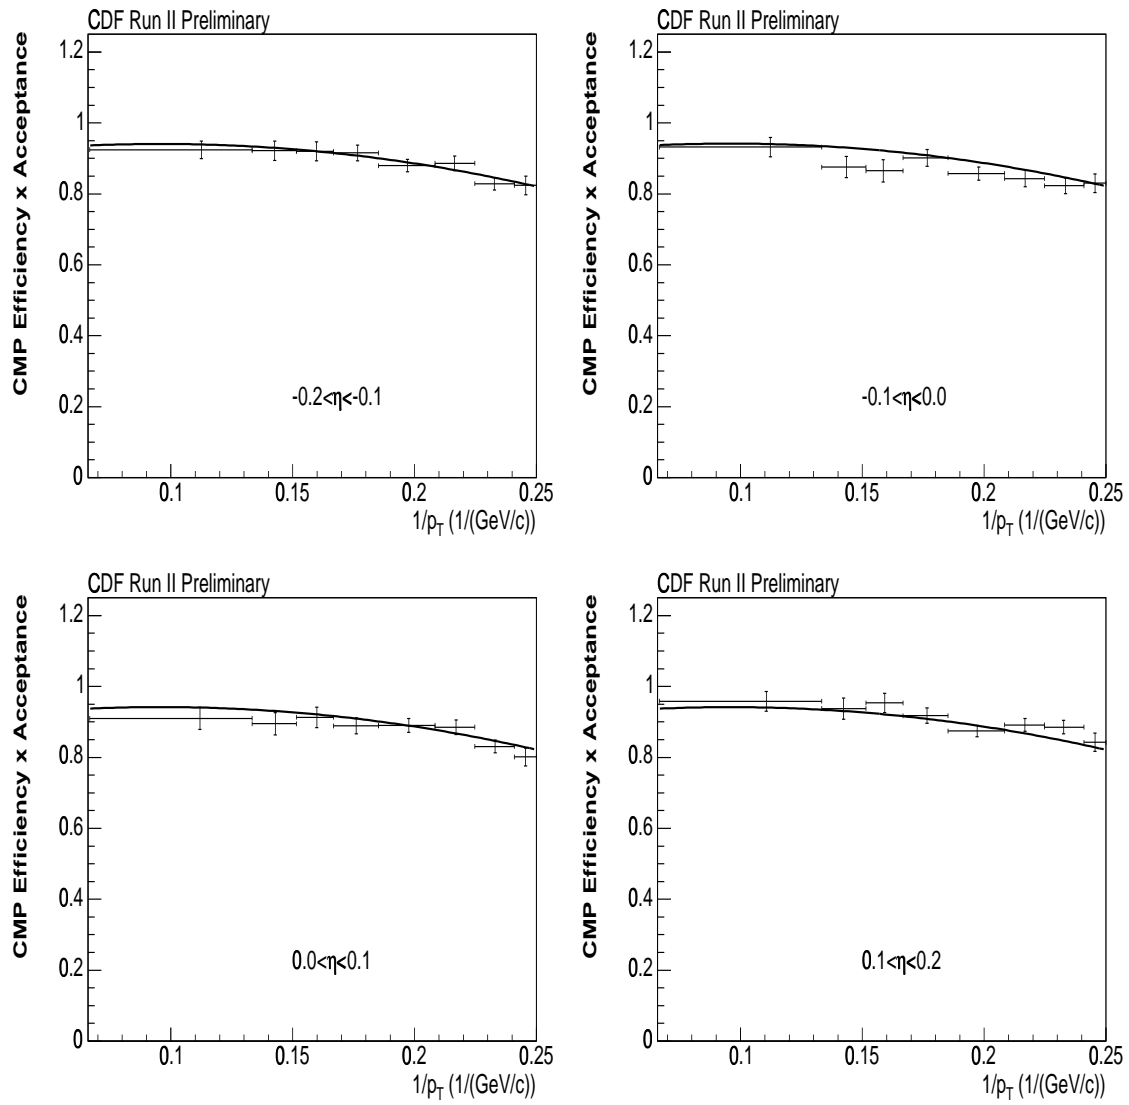 CDF Run II Preliminary
CMP Efficiency x Acceptance
1.2
1
0.8
0.6
0.4
0.2
0
-0.2<η<-0.1
0.1 0.15 0.2 0.25
1/pT (1/(GeV/c))
CDF Run II Preliminary
CMP Efficiency x Acceptance
1.2
1
0.8
0.6
0.4
0.2
0
-0.1<η<0.0
0.1 0.15 0.2 0.25
1/pT (1/(GeV/c))
CDF Run II Preliminary
CMP Efficiency x Acceptance
1.2
1
0.8
0.6
0.4
0.2
0
0.0<η<0.1
0.1 0.15 0.2 0.25
1/pT (1/(GeV/c))
CDF Run II Preliminary
CMP Efficiency x Acceptance
1.2
1
0.8
0.6
0.4
0.2
0
0.1<η<0.2
0.1 0.15 0.2 0.25
1/pT (1/(GeV/c))